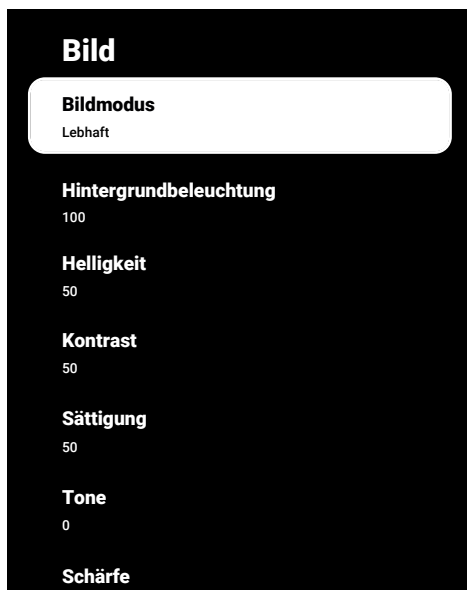 Bild
Bildmodus
Lebhaft
Hintergrundbeleuchtung
100
Helligkeit
50
Kontrast
50
Sättigung
50
Tone
0
Schärfe